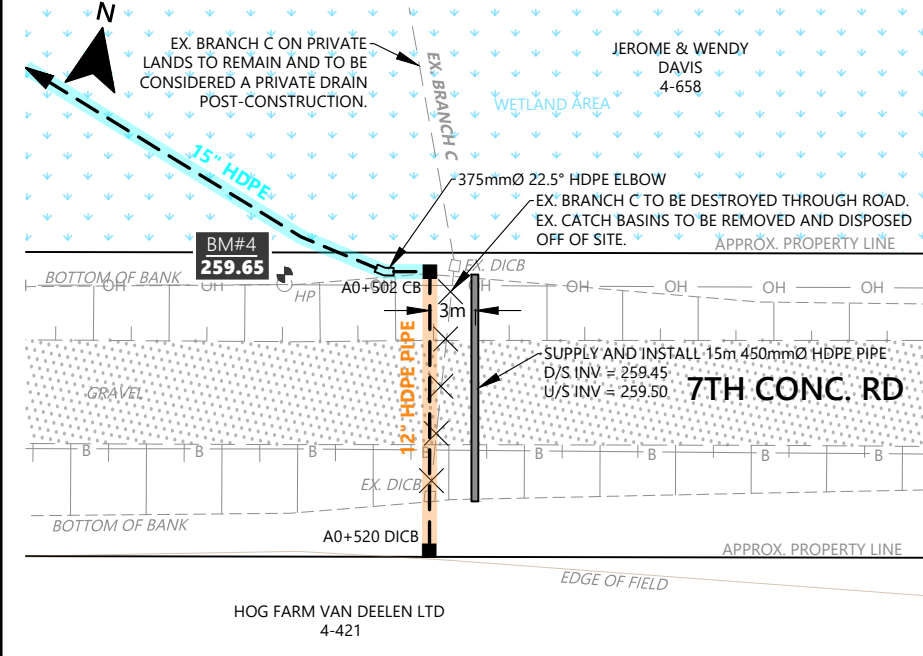 N
EX. BRANCH C ON PRIVATE
LANDS TO REMAIN AND TO BE
CONSIDERED A PRIVATE DRAIN
POST-CONSTRUCTION.
EX. BRANCH C
JEROME & WENDY
DAVIS
4-658
WETLAND AREA
15" HDPE
375mmØ 22.5° HDPE ELBOW
EX. BRANCH C TO BE DESTROYED THROUGH ROAD.
EX. CATCH BASINS TO BE REMOVED AND DISPOSED
OFF OF SITE.
APPROX. PROPERTY LINE
BM#4
259.65
BOTTOM OF BANK
EX. DICB
OH
OH
OH
OH
OH
OH
OH
HP
A0+502 CB
3m
12" HDPE PIPE
SUPPLY AND INSTALL 15m 450mmØ HDPE PIPE
D/S INV = 259.45
U/S INV = 259.50
7TH CONC. RD
GRAVEL
B
B
B
B
B
B
EX. DICB
BOTTOM OF BANK
A0+520 DICB
APPROX. PROPERTY LINE
EDGE OF FIELD
HOG FARM VAN DEELEN LTD
4-421